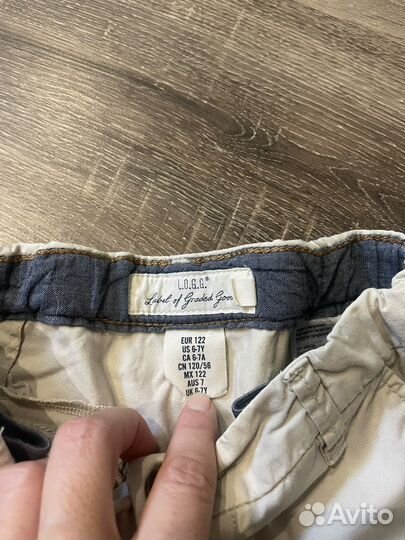 L.O.G.G.®
Label of Graded Goo
EUR 122
US 6-7Y
CA 6-7A
CN 120/56
MX 122
AUS 7
UK 6-7Y
Avito